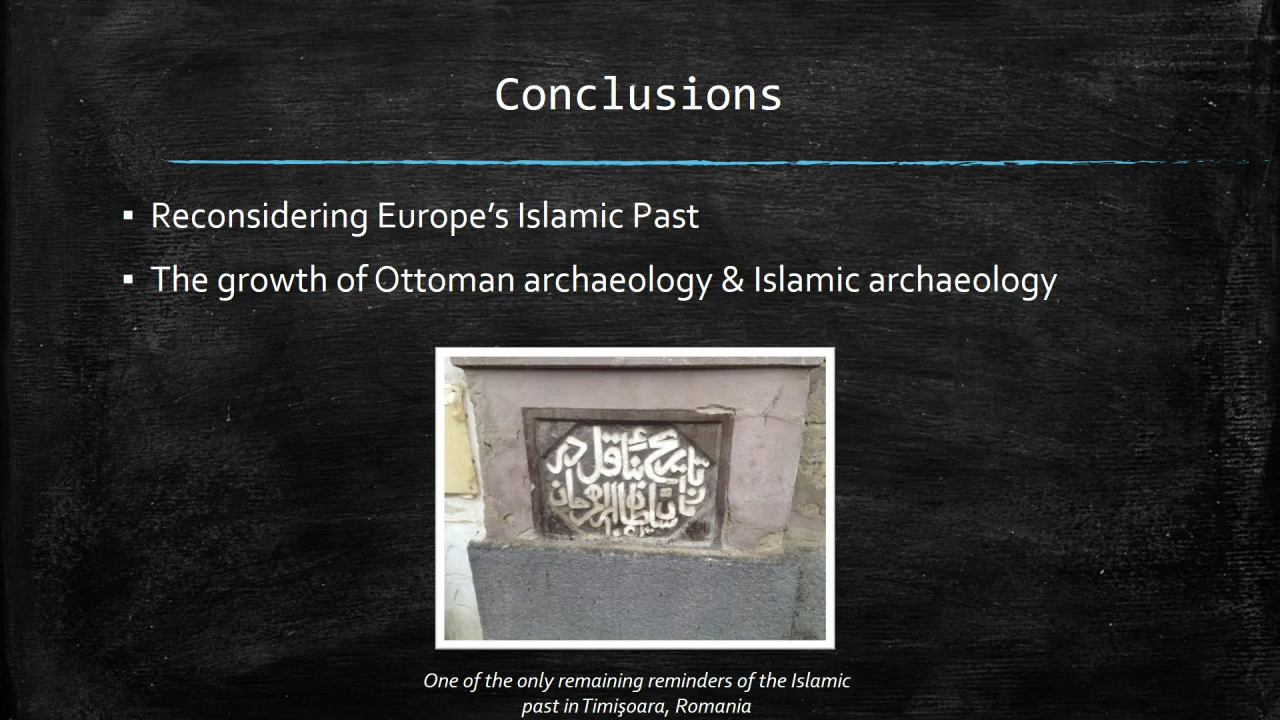 Conclusions
▪ Reconsidering Europe’s Islamic Past
▪ The growth of Ottoman archaeology & Islamic archaeology
در
One of the only remaining reminders of the Islamic
past in Timişoara, Romania